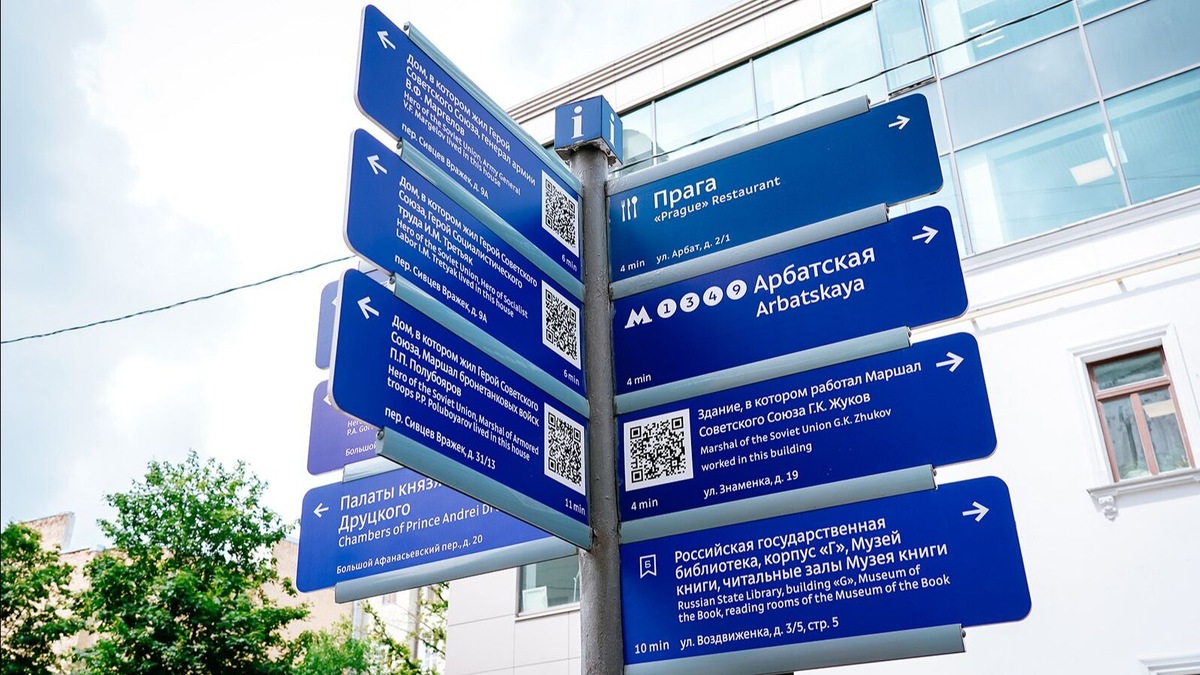 Дом, в котором жил Герой
Советского Союза, генерал армии
В.Ф. Маргелов
Hero of the Soviet Union, Army General
V.F. Margelov lived in this house
пер. Сивцев Вражек, д. 9А
6 min
Дом, в котором жил Герой Советского
Союза, Герой Социалистического
труда И.М. Третьяк
Hero of the Soviet Union, Hero of Socialist
Labor I.M. Tretyak lived in this house
пер. Сивцев Вражек, д. 9А
6 min
Дом, в котором жил Герой Советского
Союза, Маршал бронетанковых войск
П.П. Полубояров
Hero of the Soviet Union, Marshal of Armored
troops P.P. Poluboyarov lived in this house
пер. Сивцев Вражек, д. 31/13
11 min
Hero
P.A.
Большой
Палаты князя
Друцкого
Chambers of Prince Andrei
Большой Афанасьевский пер., д. 20
i
i
Прага
«Prague» Restaurant
4 min ул. Арбат, д. 2/1
М 1 3 4 9 Арбатская
Arbatskaya
4 min
Здание, в котором работал Маршал
Советского Союза Г.К. Жуков
Marshal of the Soviet Union G.K. Zhukov
worked in this building
4 min ул. Знаменка, д. 19
Б
Российская государственная
библиотека, корпус «Г», Музей
книги, читальные залы Музея книги
Russian State Library, building «G», Museum of
the Book, reading rooms of the Museum of the Book
10 min ул. Воздвиженка, д. 3/5, стр. 5